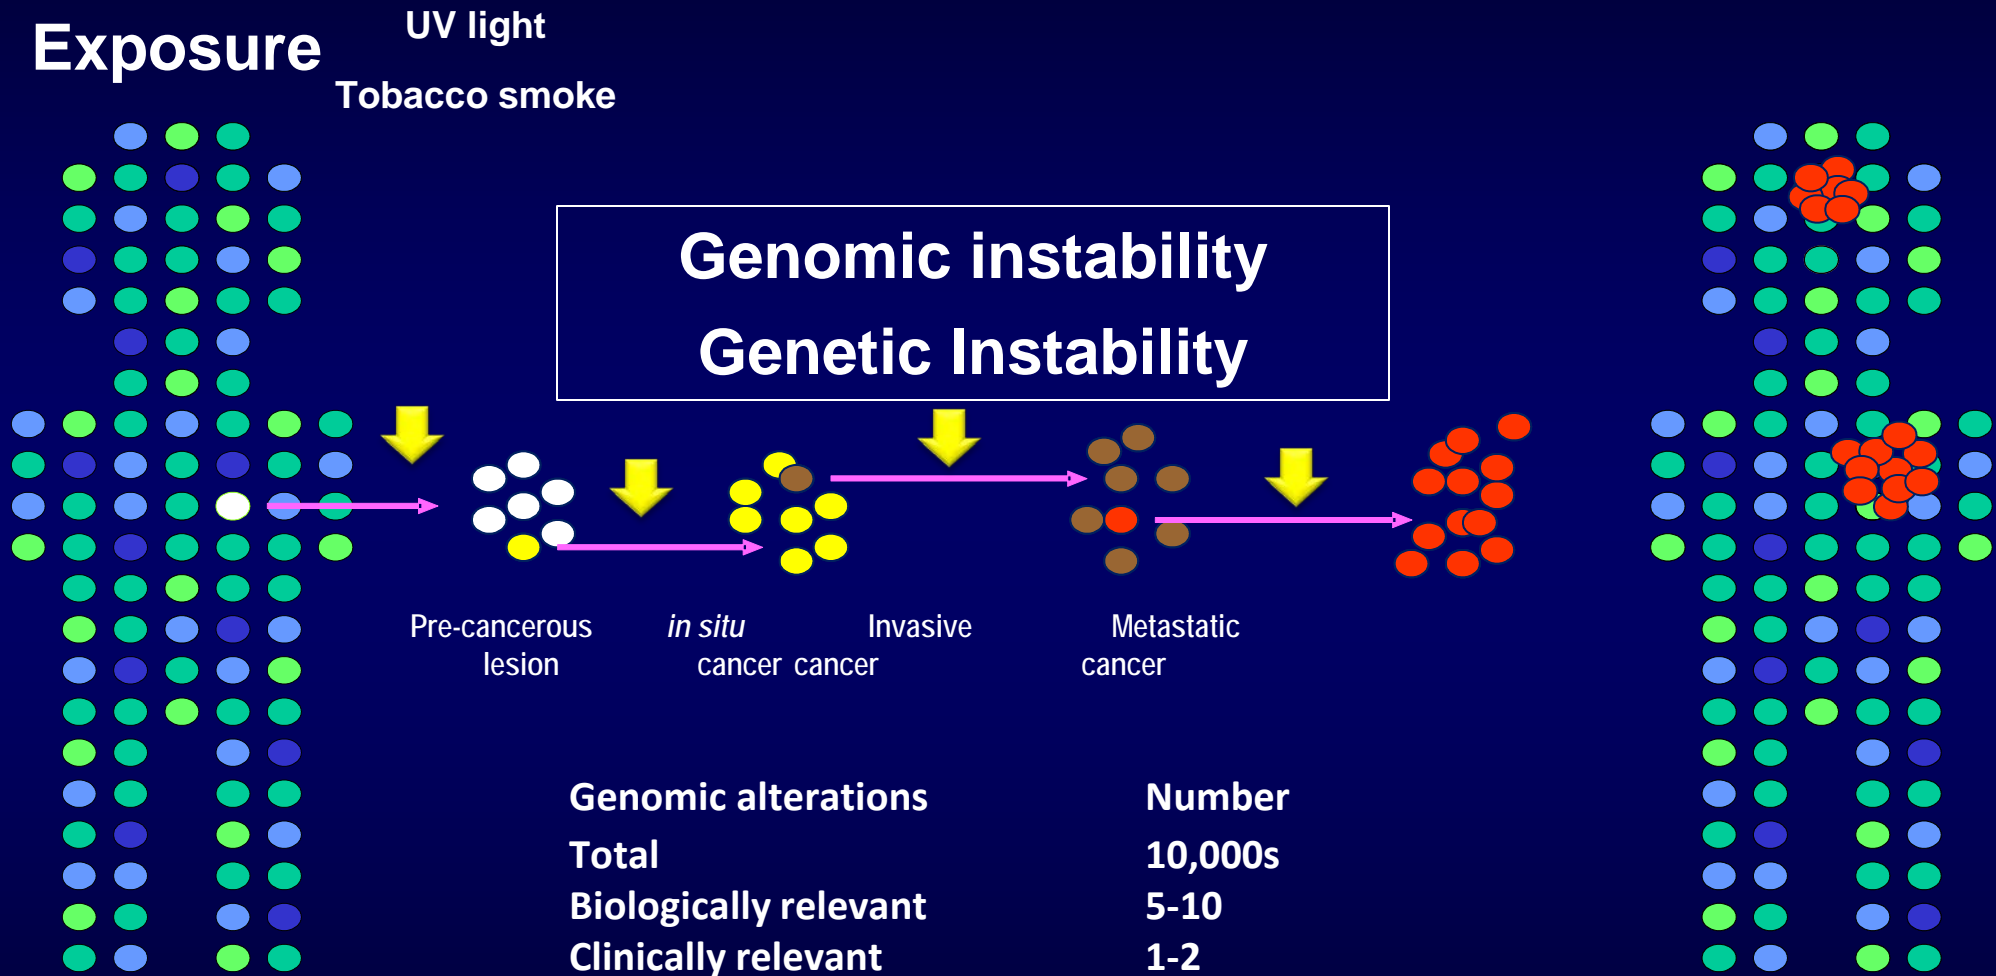 Exposure
UV light
Tobacco smoke
Genomic instability
Genetic Instability
Pre-cancerous in situ Invasive Metastatic
lesion cancer cancer cancer
Genomic alterations Number
Total 10,000s
Biologically relevant 5-10
Clinically relevant 1-2